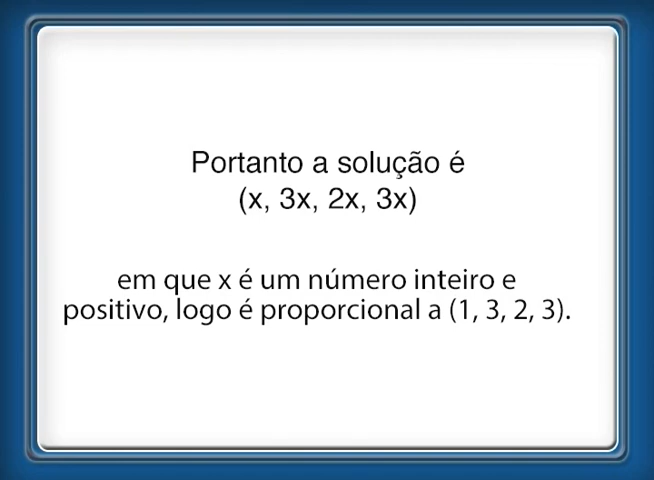 Portanto a solução é
(x, 3x, 2x, 3x)
em que x é um número inteiro e
positivo, logo é proporcional a (1, 3, 2, 3).